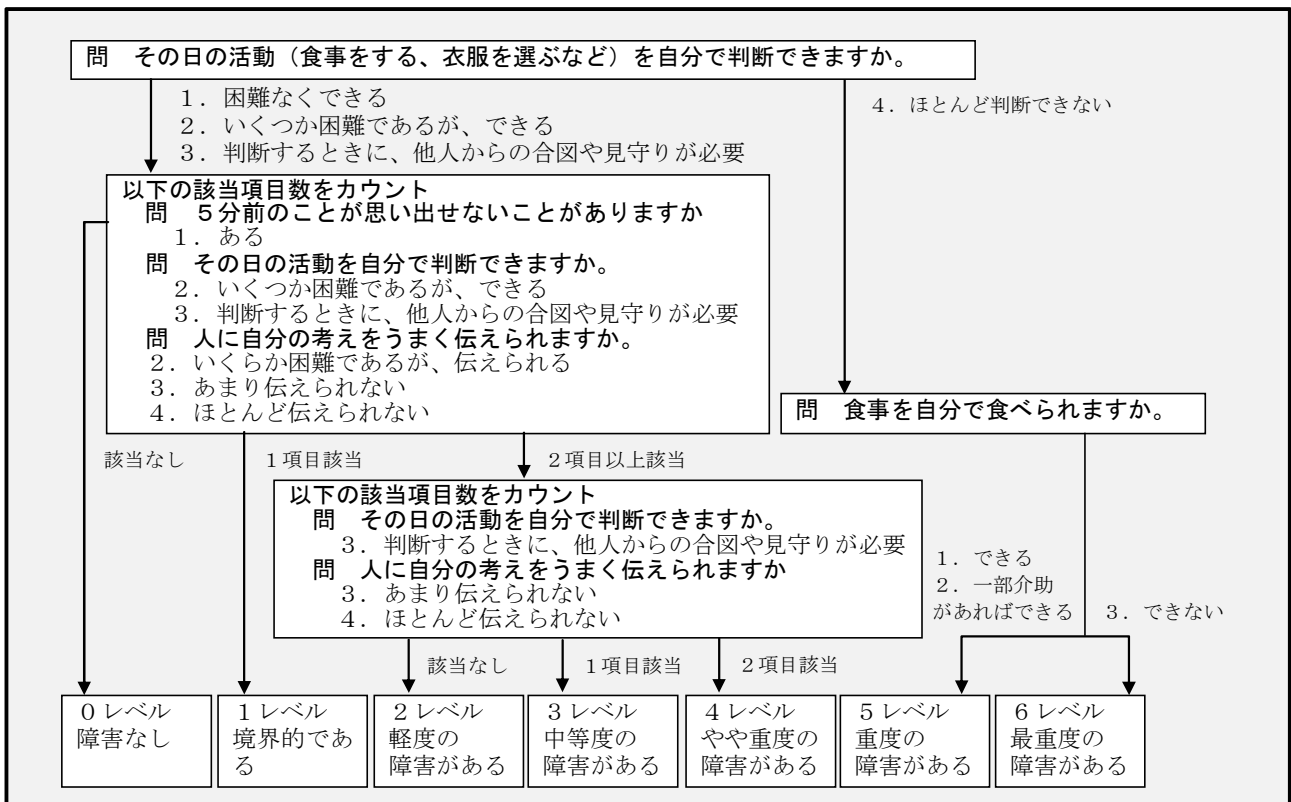 問　その日の活動（食事をする、衣服を選ぶなど）を自分で判断できますか。
１．困難なくできる
２．いくつか困難であるが、できる
３．判断するときに、他人からの合図や見守りが必要
４．ほとんど判断できない
以下の該当項目数をカウント
問　５分前のことが思い出せないことがありますか
１．ある
問　その日の活動を自分で判断できますか。
２．いくつか困難であるが、できる
３．判断するときに、他人からの合図や見守りが必要
問　人に自分の考えをうまく伝えられますか。
２．いくらか困難であるが、伝えられる
３．あまり伝えられない
４．ほとんど伝えられない
問　食事を自分で食べられますか。
該当なし
１項目該当
２項目以上該当
以下の該当項目数をカウント
問　その日の活動を自分で判断できますか。
３．判断するときに、他人からの合図や見守りが必要
問　人に自分の考えをうまく伝えられますか
３．あまり伝えられない
４．ほとんど伝えられない
１．できる
２．一部介助
があればできる
３．できない
該当なし
１項目該当
２項目該当
０レベル
障害なし
１レベル
境界的であ
る
２レベル
軽度の
障害がある
３レベル
中等度の
障害がある
４レベル
やや重度の
障害がある
５レベル
重度の
障害がある
６レベル
最重度の
障害がある